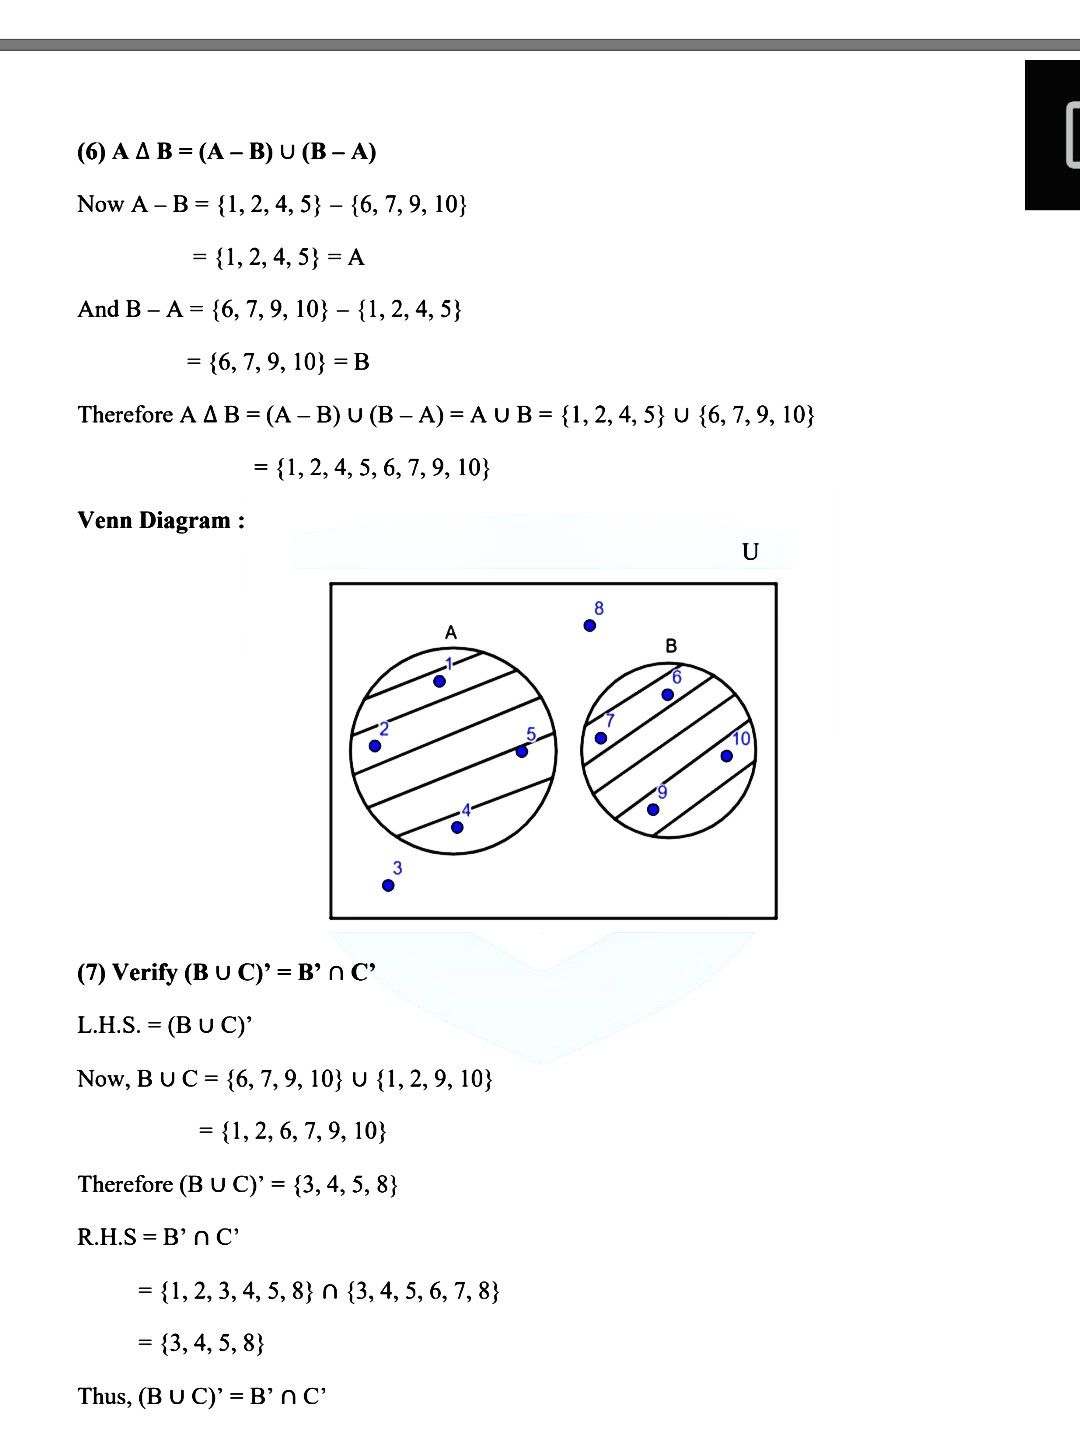 (6) A Δ B = (A – B) ∪ (B – A)
Now A – B = {1, 2, 4, 5} – {6, 7, 9, 10}
= {1, 2, 4, 5} = A
And B – A = {6, 7, 9, 10} – {1, 2, 4, 5}
= {6, 7, 9, 10} = B
Therefore A Δ B = (A – B) ∪ (B – A) = A ∪ B = {1, 2, 4, 5} ∪ {6, 7, 9, 10}
= {1, 2, 4, 5, 6, 7, 9, 10}
Venn Diagram :
U
8
A
B
1
6
2
7
5
10
9
4
3
(7) Verify (B ∪ C)’ = B’ ∩ C’
L.H.S. = (B ∪ C)’
Now, B ∪ C = {6, 7, 9, 10} ∪ {1, 2, 9, 10}
= {1, 2, 6, 7, 9, 10}
Therefore (B ∪ C)’ = {3, 4, 5, 8}
R.H.S = B’ ∩ C’
= {1, 2, 3, 4, 5, 8} ∩ {3, 4, 5, 6, 7, 8}
= {3, 4, 5, 8}
Thus, (B ∪ C)’ = B’ ∩ C’